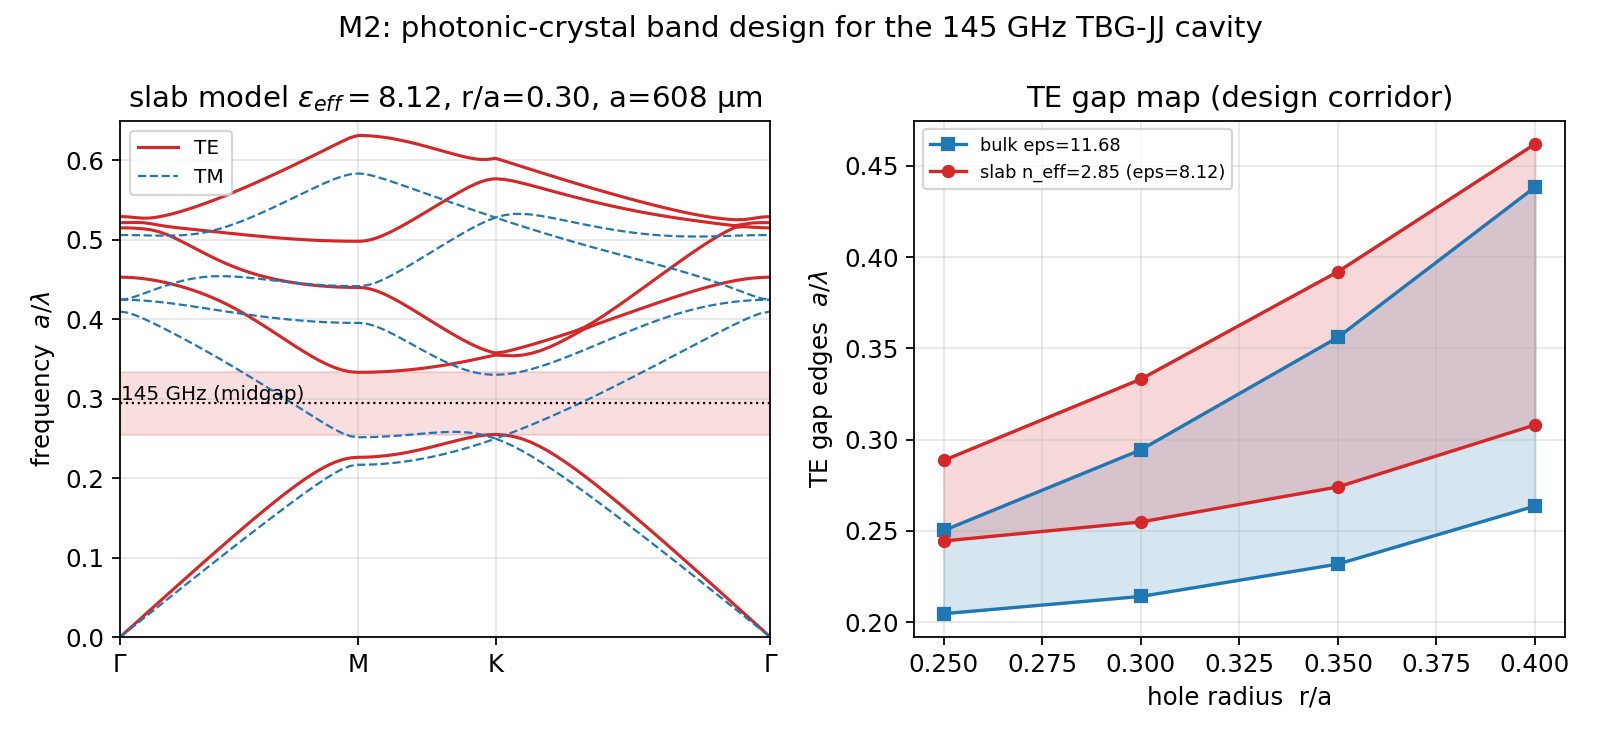 M2: photonic-crystal band design for the 145 GHz TBG-JJ cavity
slab model ε_eff = 8.12, r/a=0.30, a=608 μm
TE
TM
145 GHz (midgap)
frequency a/λ
0.6
0.5
0.4
0.3
0.2
0.1
0.0
Γ M K Γ
TE gap map (design corridor)
bulk eps=11.68
slab n_eff=2.85 (eps=8.12)
TE gap edges a/λ
0.45
0.40
0.35
0.30
0.25
0.20
0.250 0.275 0.300 0.325 0.350 0.375 0.400
hole radius r/a